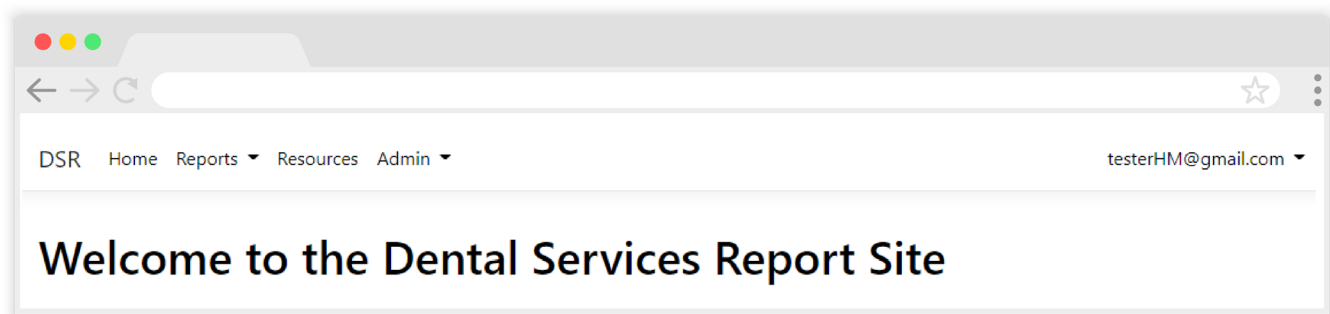 DSR Home Reports Resources Admin testerHM@gmail.com
Welcome to the Dental Services Report Site